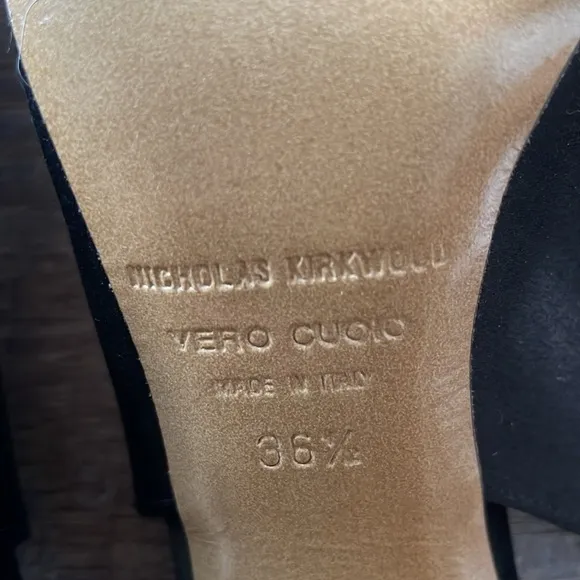 NICHOLAS KIRKWOOD
VERO CUOIO
MADE IN ITALY
36½